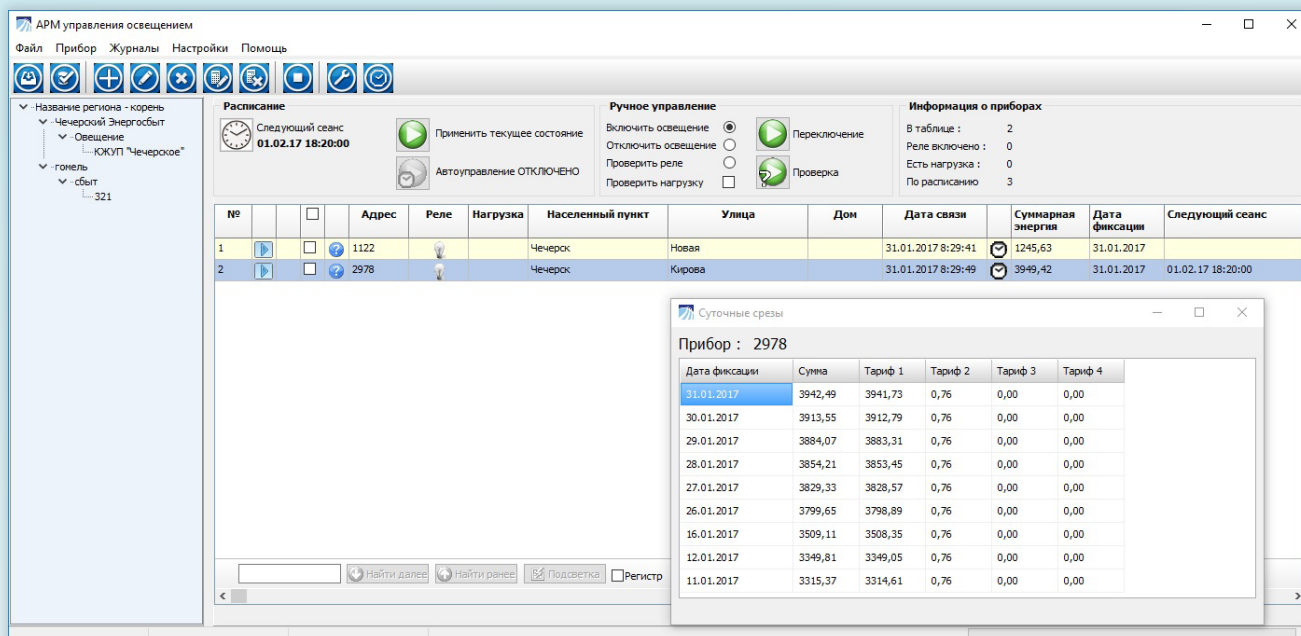 АРМ управления освещением
Файл Прибор Журналы Настройки Помощь
Название региона - корень
Чечерский Энергосбыт
Овещение
КЖУП "Чечерское"
гомель
сбыт
321
Расписание
Следующий сеанс
01.02.17 18:20:00
Применить текущее состояние
Автоуправление ОТКЛЮЧЕНО
Ручное управление
Включить освещение
Отключить освещение
Проверить реле
Проверить нагрузку
Переключение
Проверка
Информация о приборах
В таблице : 2
Реле включено : 0
Есть нагрузка : 0
По расписанию 3
№ Адрес Реле Нагрузка Населенный пункт Улица Дом Дата связи Суммарная энергия Дата фиксации Следующий сеанс
1 1122 Чечерск Новая 31.01.2017 8:29:41 1245,63 31.01.2017
2 2978 Чечерск Кирова 31.01.2017 8:29:49 3949,42 31.01.2017 01.02.17 18:20:00
Суточные срезы
Прибор : 2978
Дата фиксации Сумма Тариф 1 Тариф 2 Тариф 3 Тариф 4
31.01.2017 3942,49 3941,73 0,76 0,00 0,00
30.01.2017 3913,55 3912,79 0,76 0,00 0,00
29.01.2017 3884,07 3883,31 0,76 0,00 0,00
28.01.2017 3854,21 3853,45 0,76 0,00 0,00
27.01.2017 3829,33 3828,57 0,76 0,00 0,00
26.01.2017 3799,65 3798,89 0,76 0,00 0,00
16.01.2017 3509,11 3508,35 0,76 0,00 0,00
12.01.2017 3349,81 3349,05 0,76 0,00 0,00
11.01.2017 3315,37 3314,61 0,76 0,00 0,00
Найти далее Найти ранее Подсветка Регистр